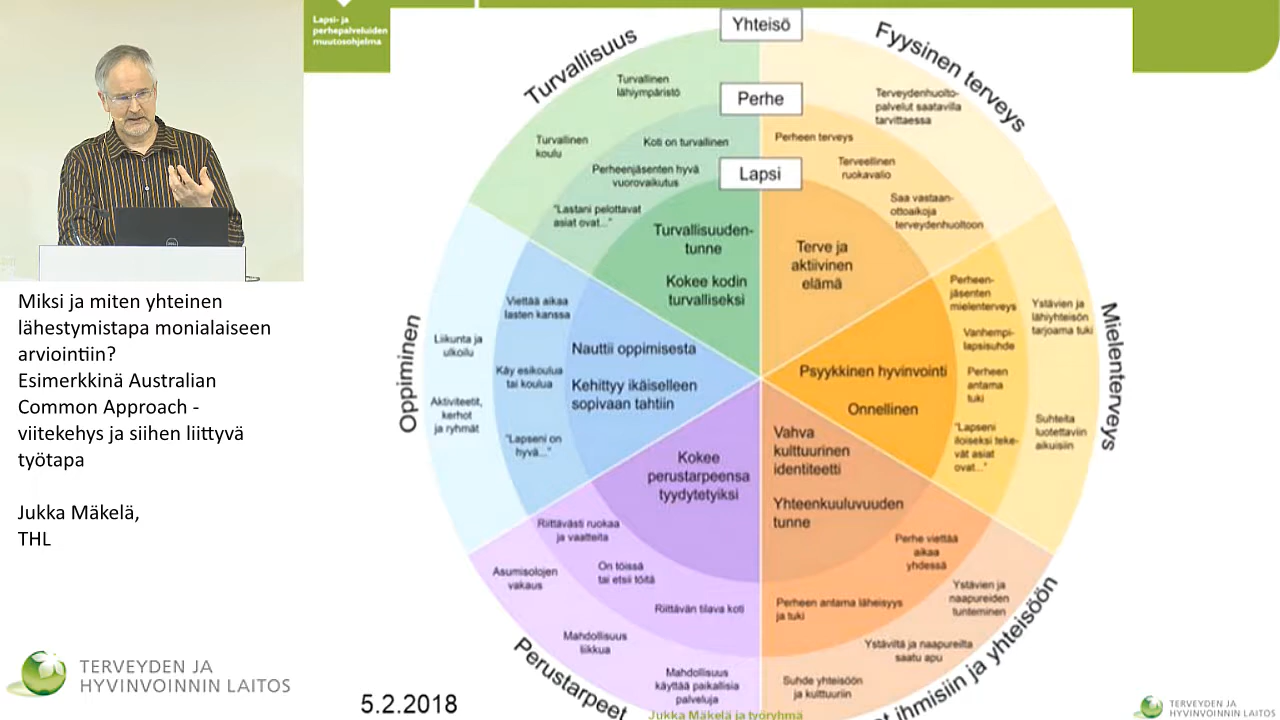 Lapsi- ja
perhepalveluiden
muutosohjelma
Miksi ja miten yhteinen
lähestymistapa monialaiseen
arviointiin?
Esimerkkinä Australian
Common Approach -
viitekehys ja siihen liittyvä
työtapa
Jukka Mäkelä,
THL
TERVEYDEN JA
HYVINVOINNIN LAITOS
Yhteisö
Perhe
Lapsi
Turvallisuus
Turvallinen
lähiympäristö
Turvallinen
koulu
Koti on turvallinen
Perheenjäsenten hyvä
vuorovaikutus
"Lastani pelottavat
asiat ovat..."
Turvallisuuden-
tunne
Kokee kodin
turvalliseksi
Fyysinen terveys
Terveydenhuolto-
palvelut saatavilla
tarvittaessa
Perheen terveys
Terveellinen
ruokavalio
Saa vastaan-
ottoaikoja
terveydenhuoltoon
Terve ja
aktiivinen
elämä
Mielenterveys
Perheen-
jäsenten
mielenterveys
Ystävien ja
lähiyhteisön
tarjoama tuki
Vanhempi-
lapsisuhde
Perheen
antama
tuki
Suhteita
luotettaviin
aikuisiin
"Lapseni
iloiseksi teke-
vät asiat
ovat..."
Psyykkinen hyvinvointi
Onnellinen
Oppiminen
Viettää aikaa
lasten kanssa
Liikunta ja
ulkoilu
Käy esikoulua
tai koulua
Aktiviteetit,
kerhot
ja ryhmät
"Lapseni on
hyvä..."
Nauttii oppimisesta
Kehittyy ikäiselleen
sopivaan tahtiin
Kokee
perustarpeensa
tyydytetyiksi
Riittävästi ruokaa
ja vaatteita
Asumisolojen
vakaus
On töissä
tai etsii töitä
Riittävän tilava koti
Mahdollisuus
liikkua
Mahdollisuus
käyttää paikallisia
palveluja
Perustarpeet
Vahva
kulttuurinen
identiteetti
Yhteenkuuluvuuden
tunne
Perhe viettää
aikaa
yhdessä
Ystävien ja
naapureiden
tunteminen
Perheen antama läheisyys
ja tuki
Ystäviltä ja naapureilta
saatu apu
Suhde yhteisöön
ja kulttuuriin
t ihmisiin ja yhteisöön
5.2.2018
Jukka Mäkelä ja työryhmä
TERVEYDEN JA
HYVINVOINNIN LAITOS